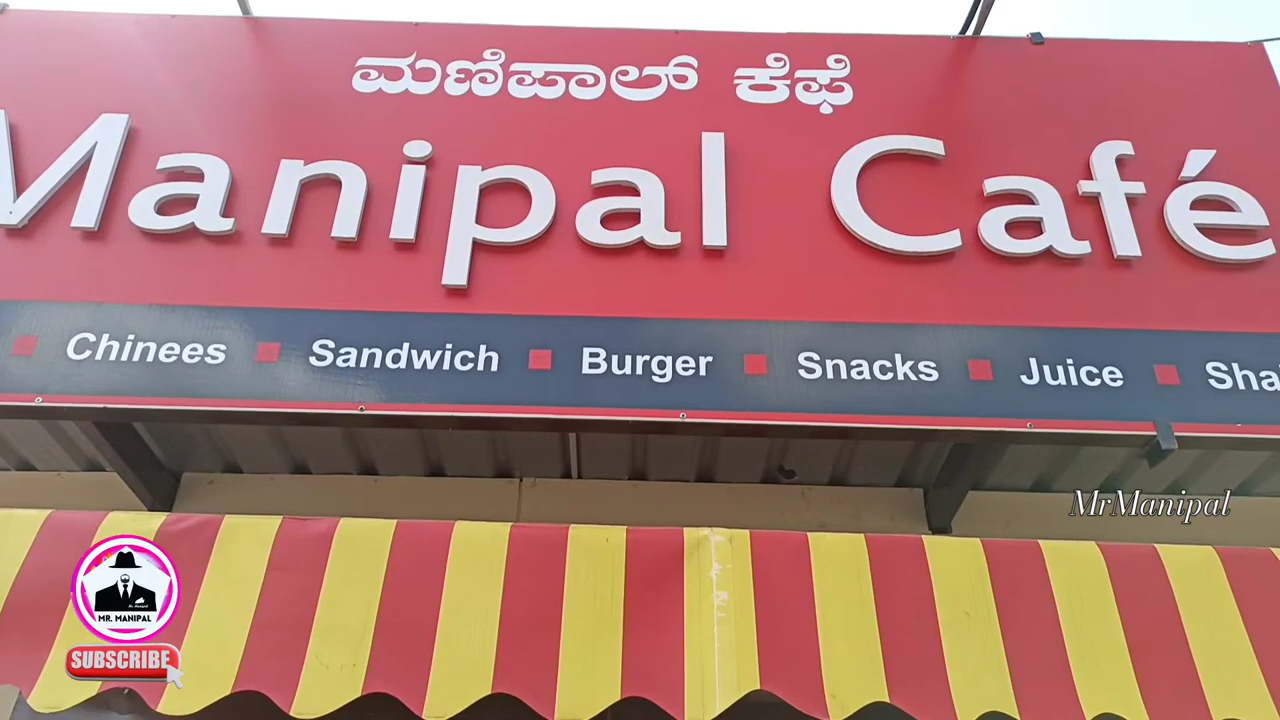 ಮಣಿಪಾಲ್ ಕೆಫೆ
Manipal Café
Chinees Sandwich Burger Snacks Juice
MrManipal
MR. MANIPAL
SUBSCRIBE